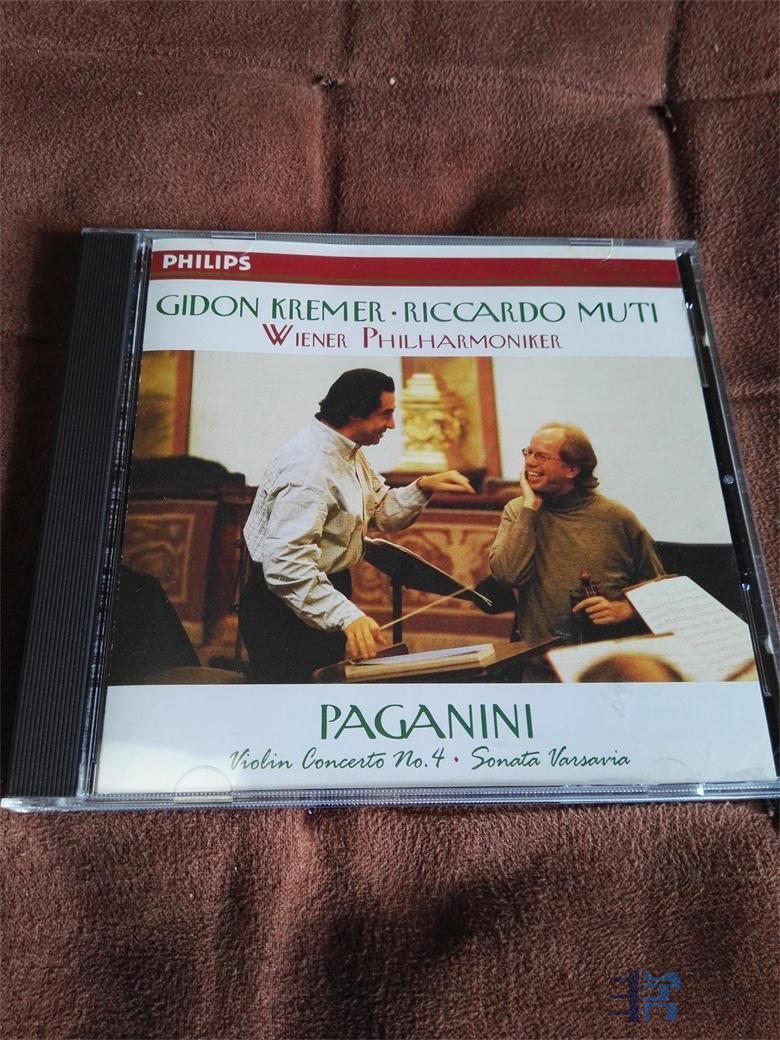 PHILIPS
GIDON KREMER · RICCARDO MUTI
WIENER PHILHARMONIKER
PAGANINI
Violin Concerto No. 4 · Sonata Varsavia